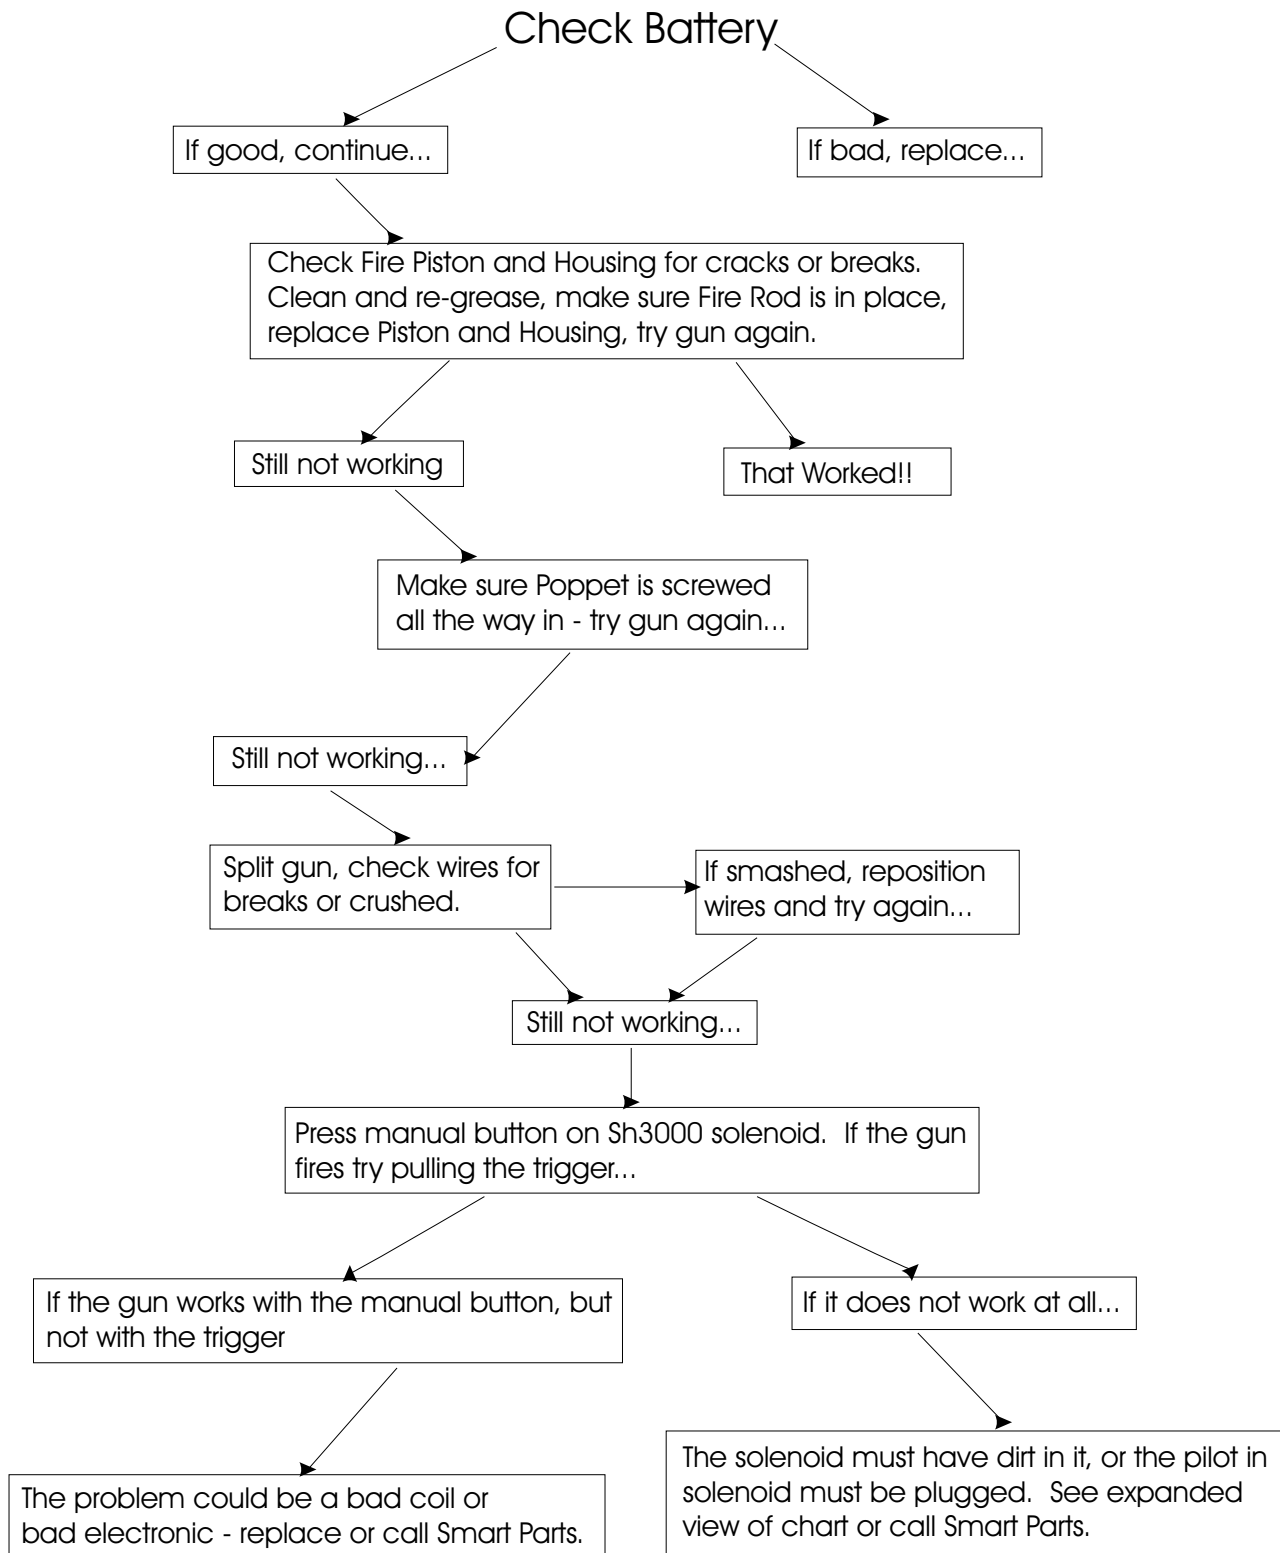 Check Battery
If good, continue...
If bad, replace...
Check Fire Piston and Housing for cracks or breaks.
Clean and re-grease, make sure Fire Rod is in place,
replace Piston and Housing, try gun again.
Still not working
That Worked!!
Make sure Poppet is screwed
all the way in - try gun again...
Still not working...
Split gun, check wires for
breaks or crushed.
If smashed, reposition
wires and try again...
Still not working...
Press manual button on Sh3000 solenoid. If the gun
fires try pulling the trigger...
If the gun works with the manual button, but
not with the trigger
If it does not work at all...
The problem could be a bad coil or
bad electronic - replace or call Smart Parts.
The solenoid must have dirt in it, or the pilot in
solenoid must be plugged. See expanded
view of chart or call Smart Parts.